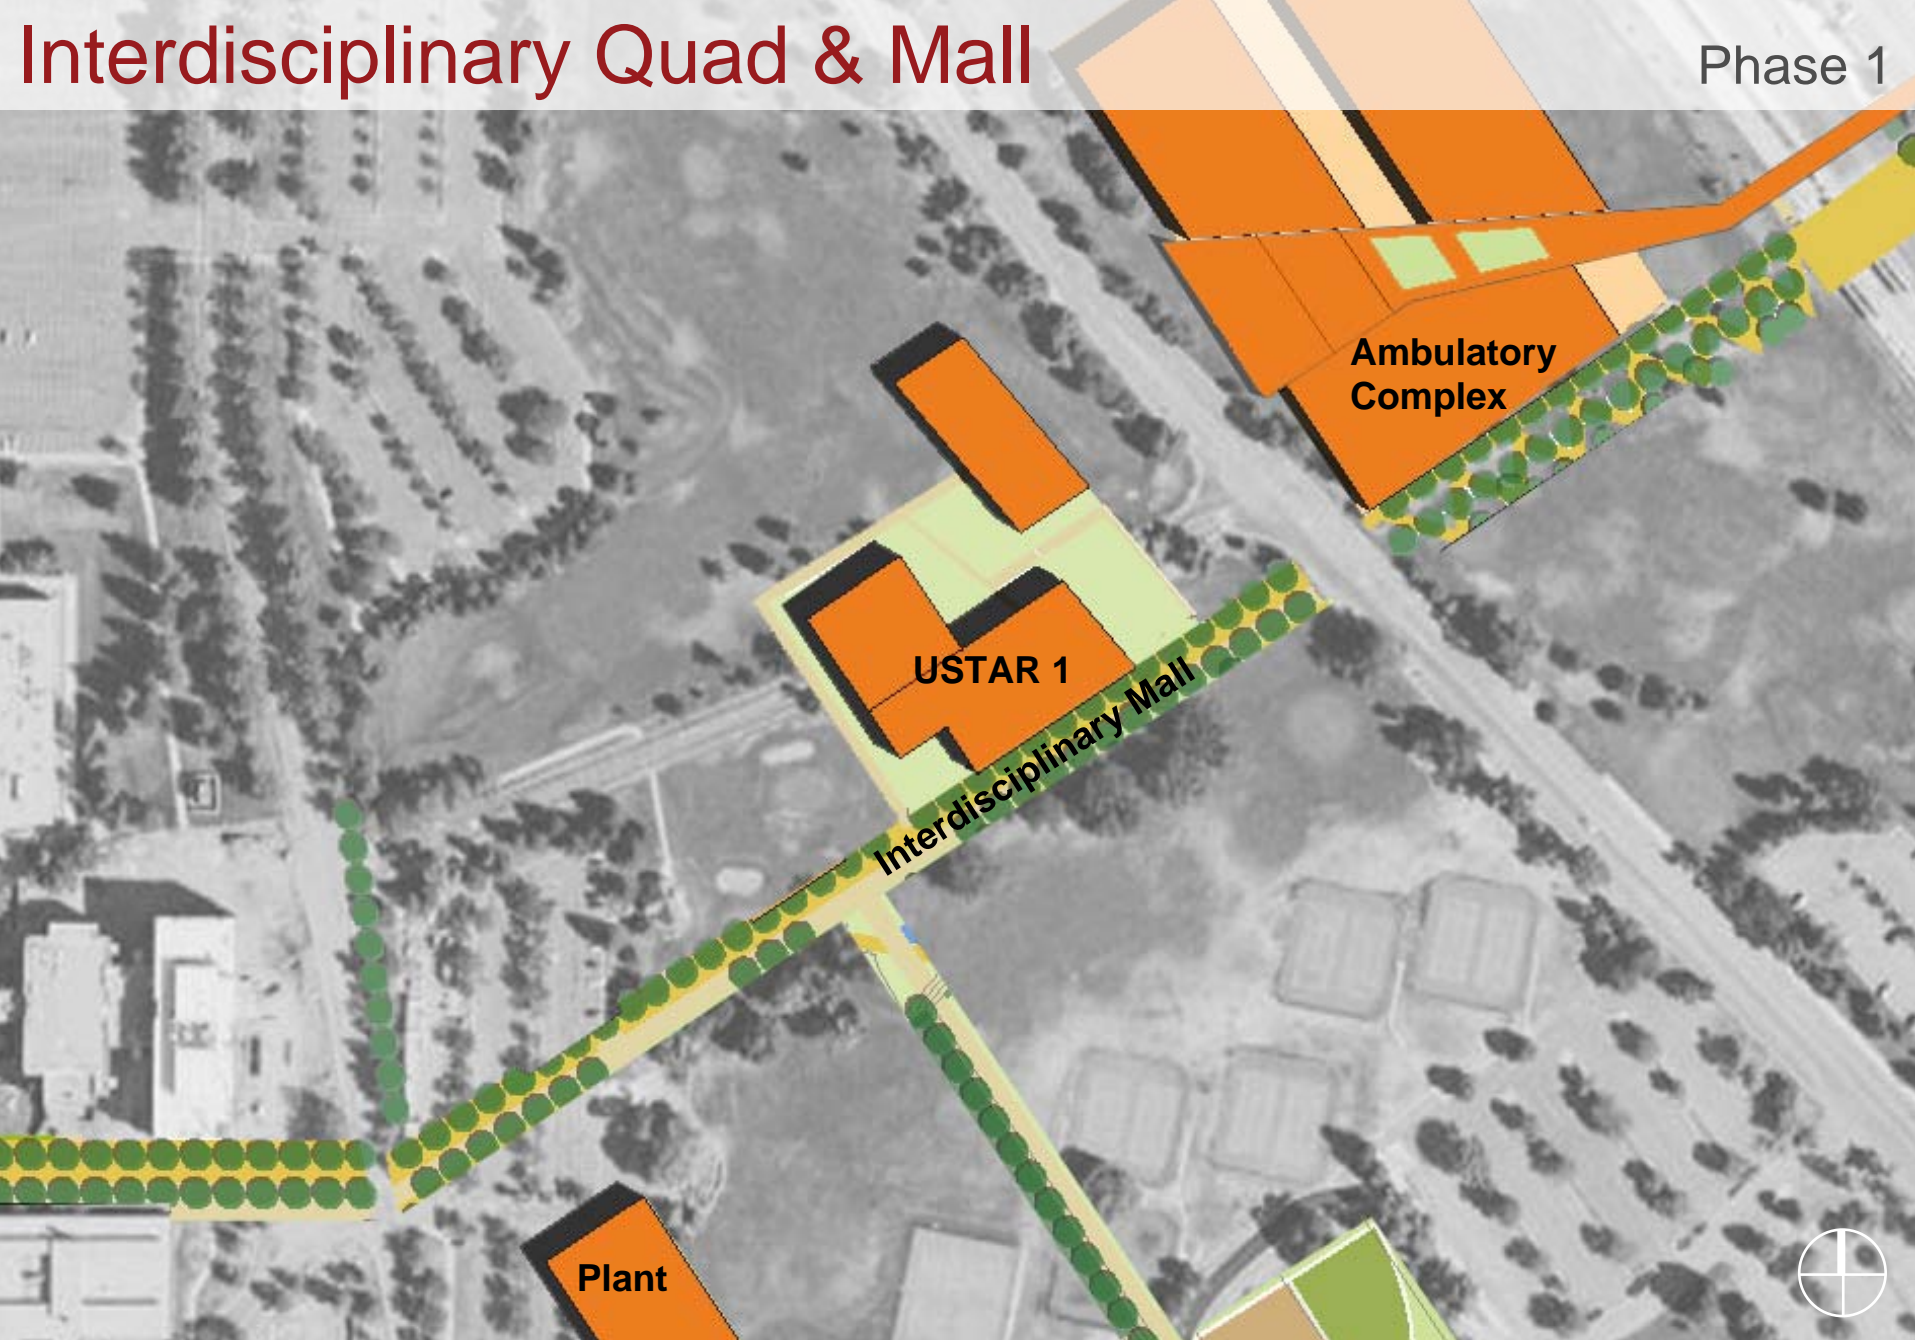 Interdisciplinary Quad & Mall
Phase 1
Ambulatory
Complex
USTAR 1
Interdisciplinary Mall
Plant